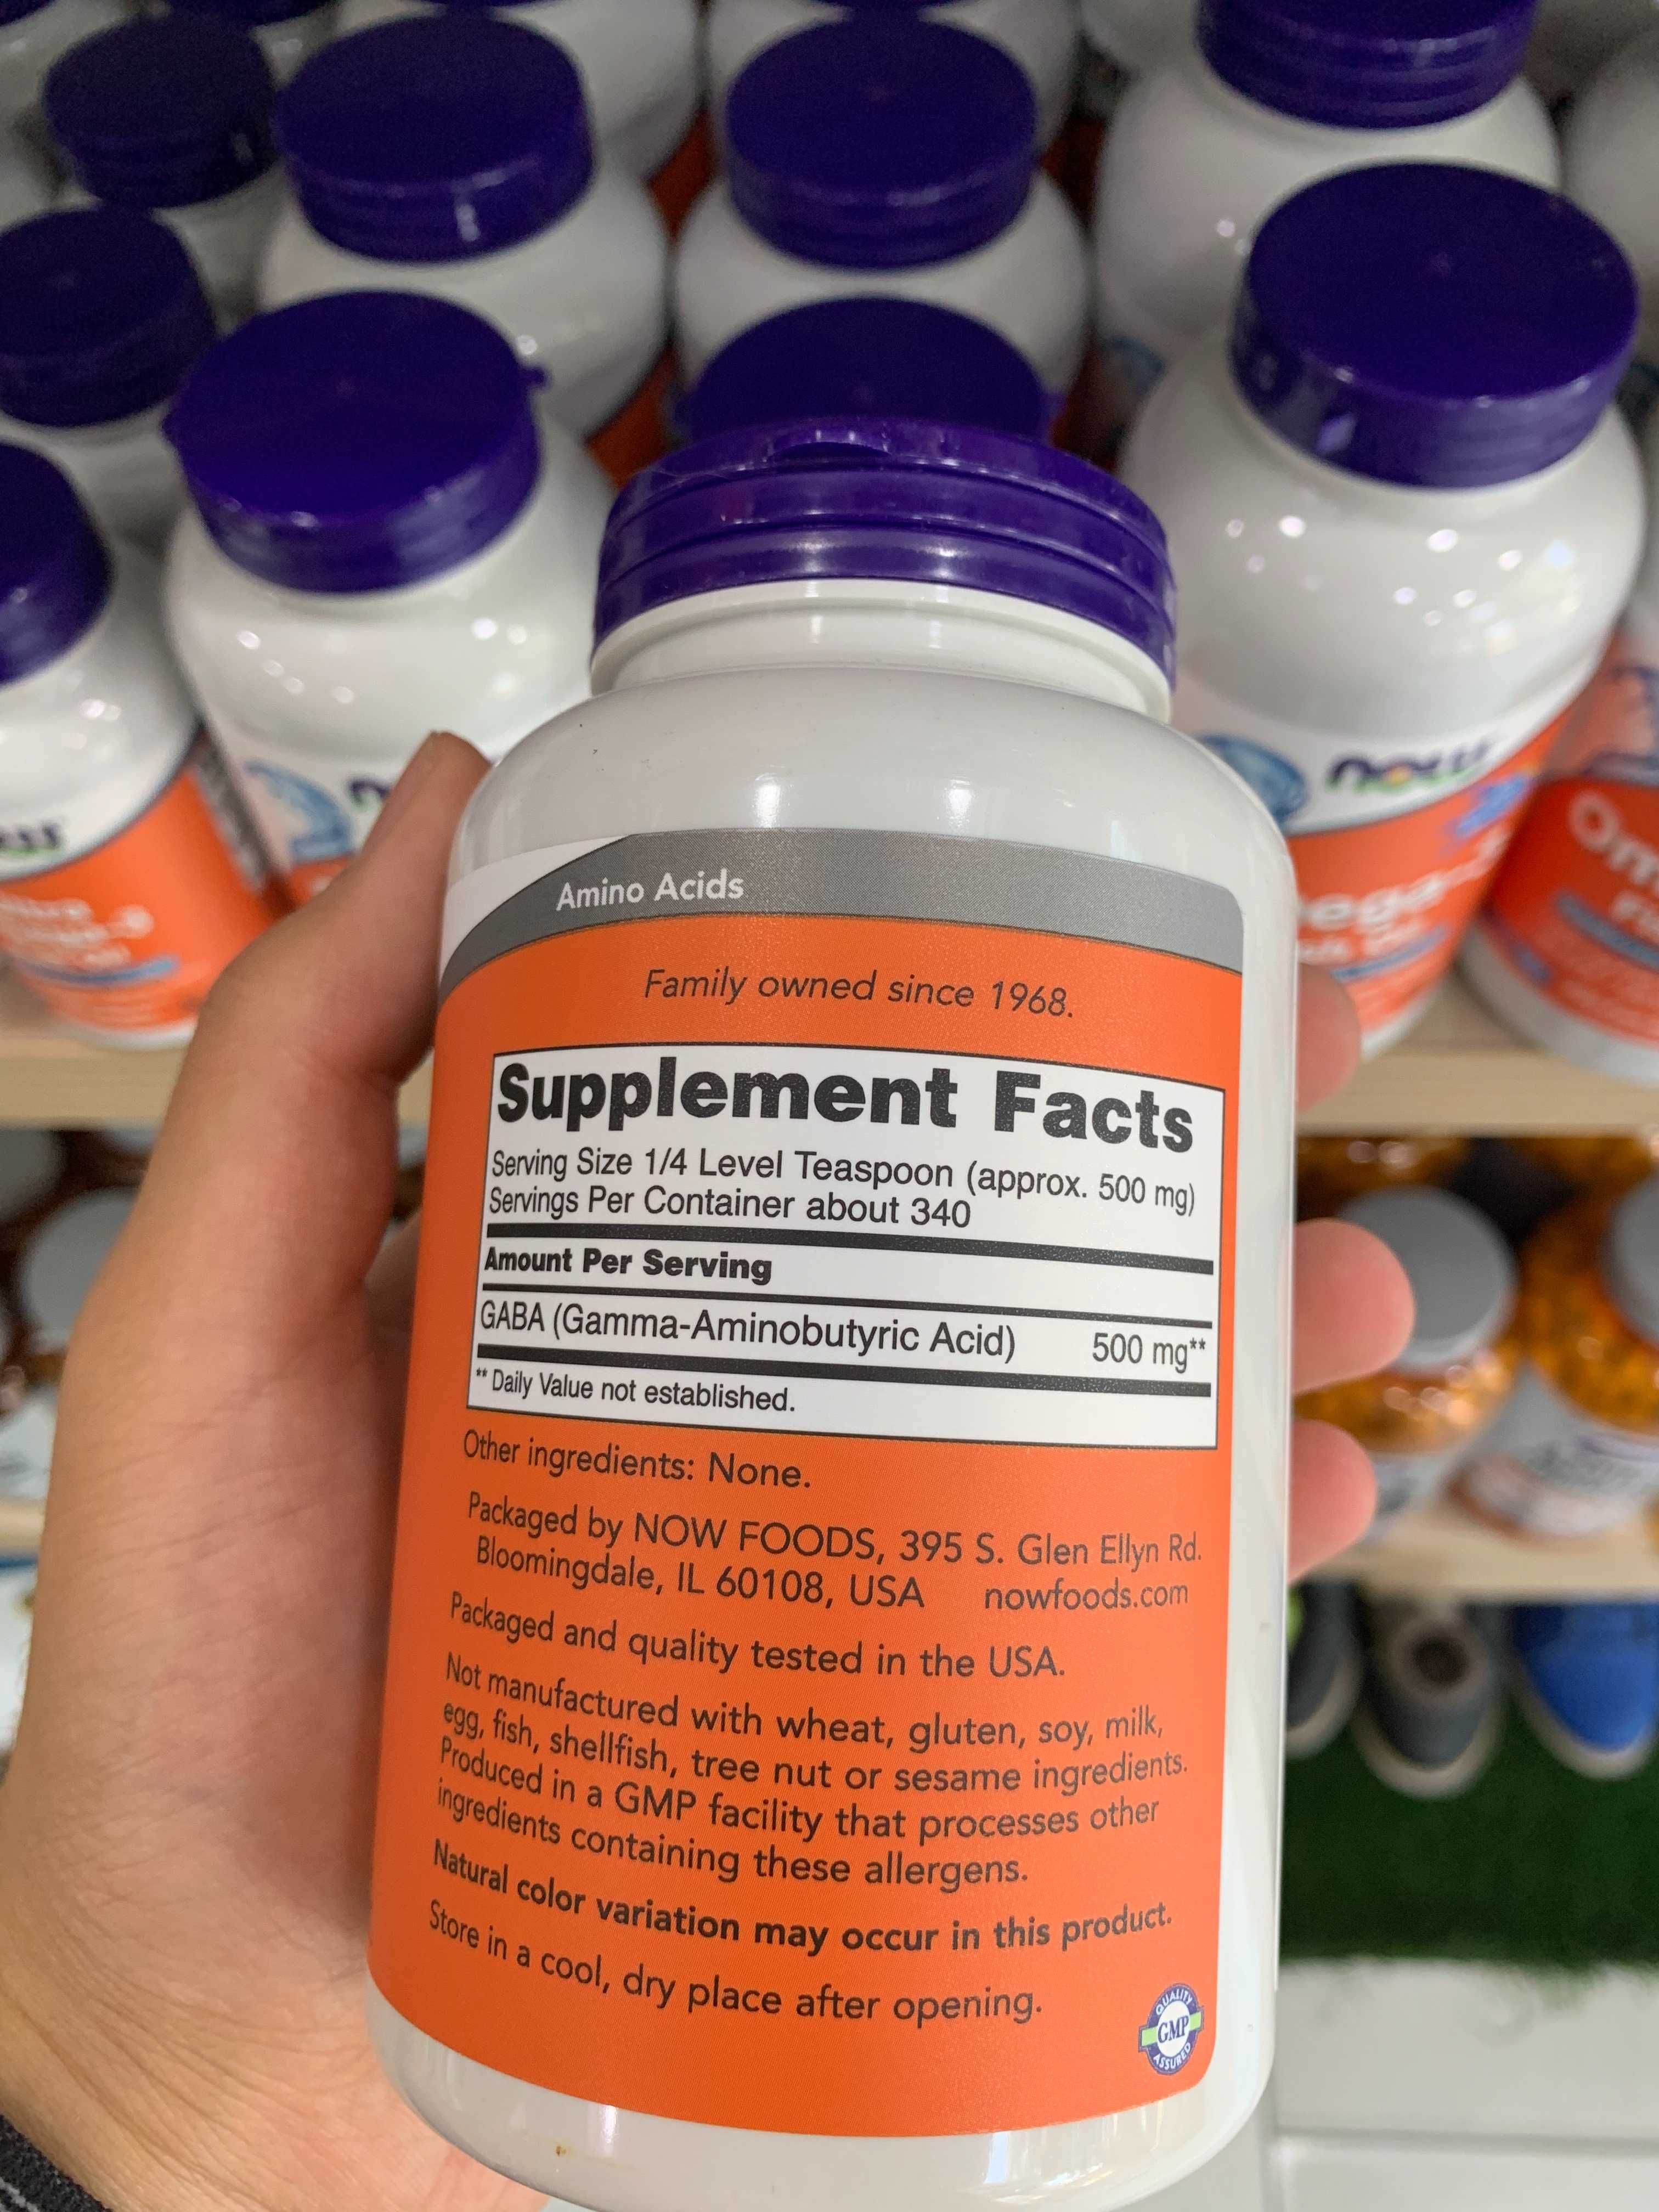 Amino Acids
Family owned since 1968.
Supplement Facts
Serving Size 1/4 Level Teaspoon (approx. 500 mg)
Servings Per Container about 340
Amount Per Serving
GABA (Gamma-Aminobutyric Acid) 500 mg**
** Daily Value not established.
Other ingredients: None.
Packaged by NOW FOODS, 395 S. Glen Ellyn Rd.
Bloomingdale, IL 60108, USA nowfoods.com
Packaged and quality tested in the USA.
Not manufactured with wheat, gluten, soy, milk,
egg, fish, shellfish, tree nut or sesame ingredients.
Produced in a GMP facility that processes other
ingredients containing these allergens.
Natural color variation may occur in this product.
Store in a cool, dry place after opening.
QUALITY
GMP
ASSURED
now